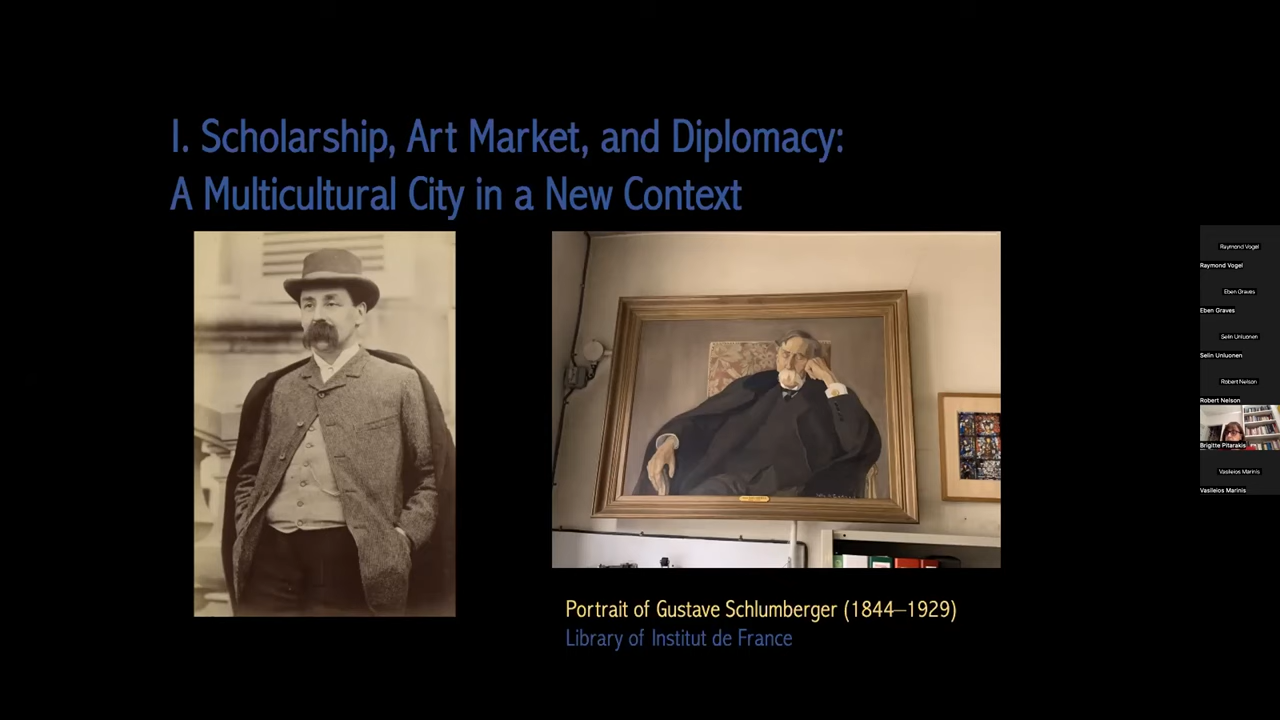 I. Scholarship, Art Market, and Diplomacy:
A Multicultural City in a New Context
Portrait of Gustave Schlumberger (1844–1929)
Library of Institut de France
Raymond Vogel
Raymond Vogel
Eben Graves
Eben Graves
Selin Unluonen
Selin Unluonen
Robert Nelson
Robert Nelson
Brigitte Pitarakis
Vasileios Marinis
Vasileios Marinis